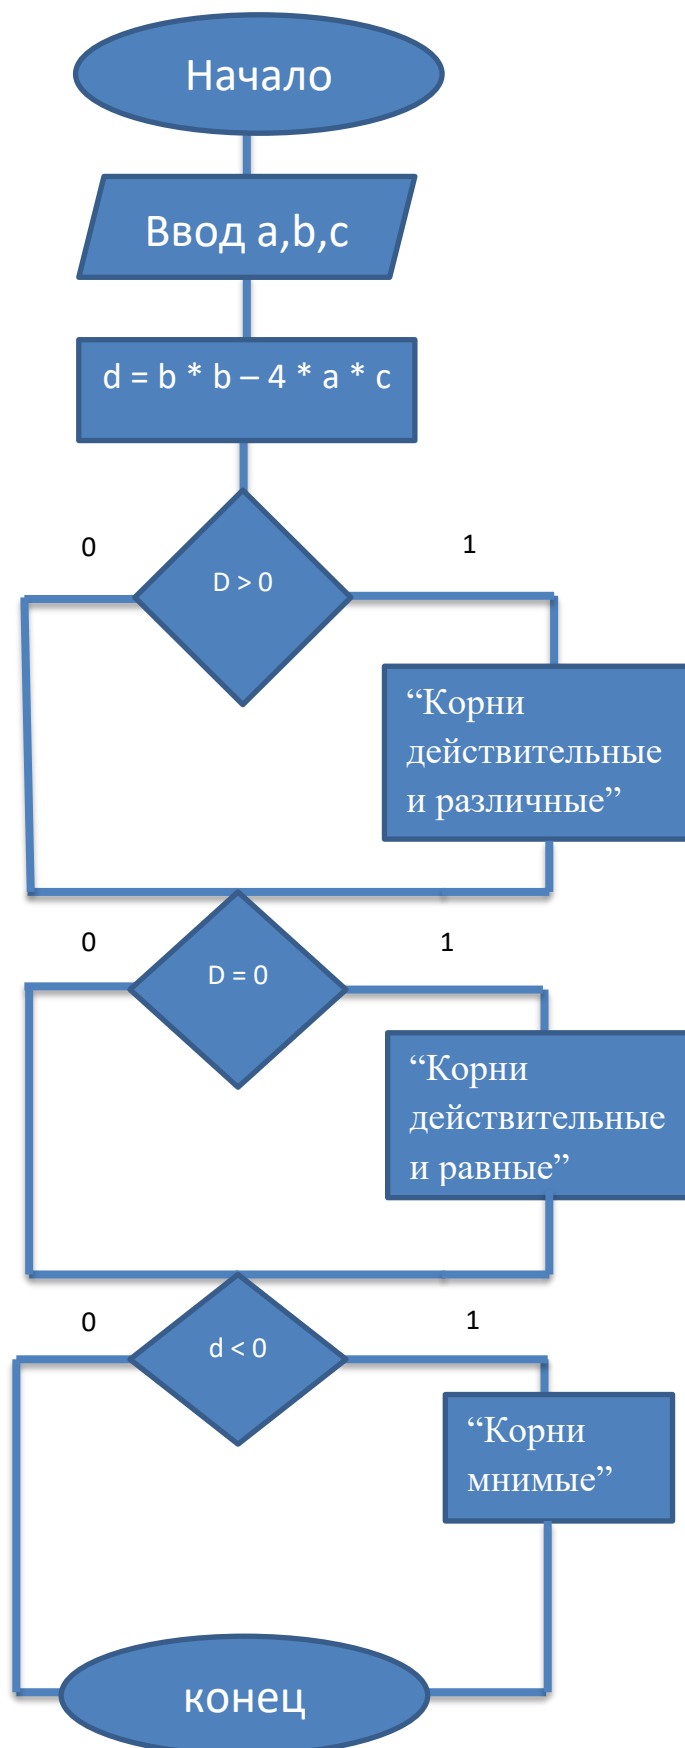 Начало
Ввод a,b,c
d = b * b – 4 * a * c
0
1
D > 0
“Корни
действительные
и различные”
0
1
D = 0
“Корни
действительные
и равные”
0
1
d < 0
“Корни
мнимые”
конец